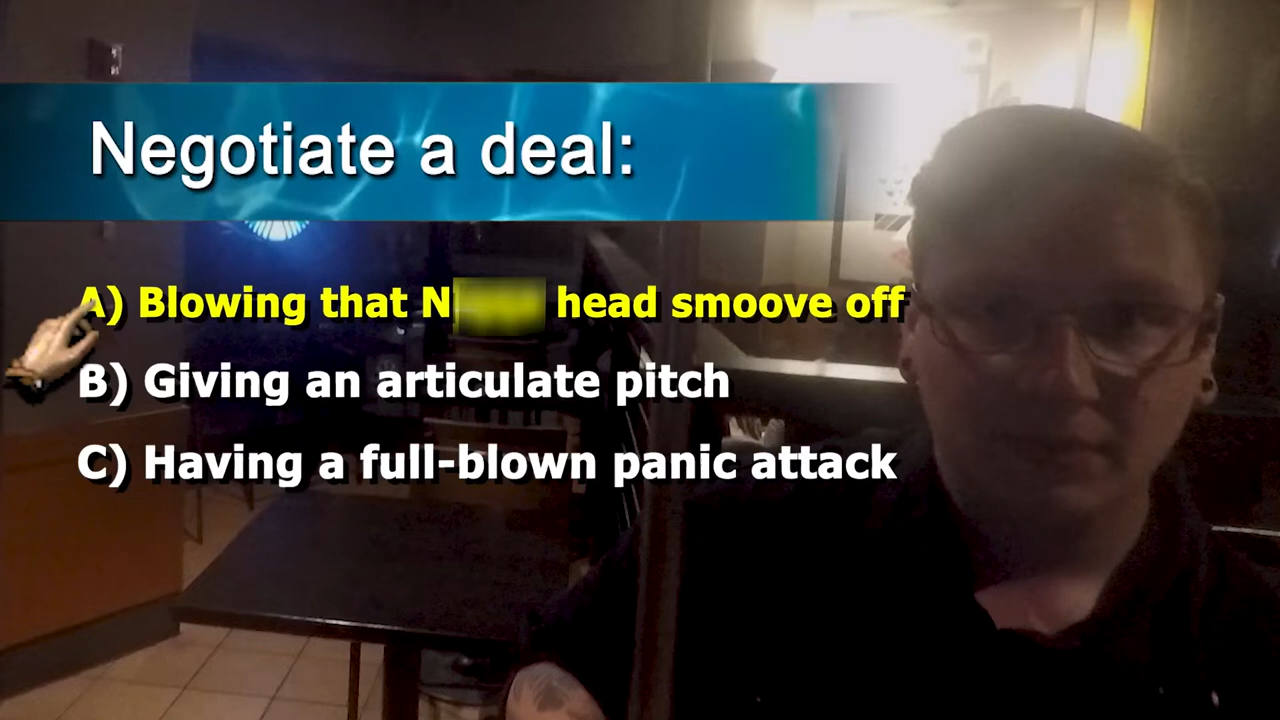 Negotiate a deal:
A) Blowing that N head smoove off
B) Giving an articulate pitch
C) Having a full-blown panic attack